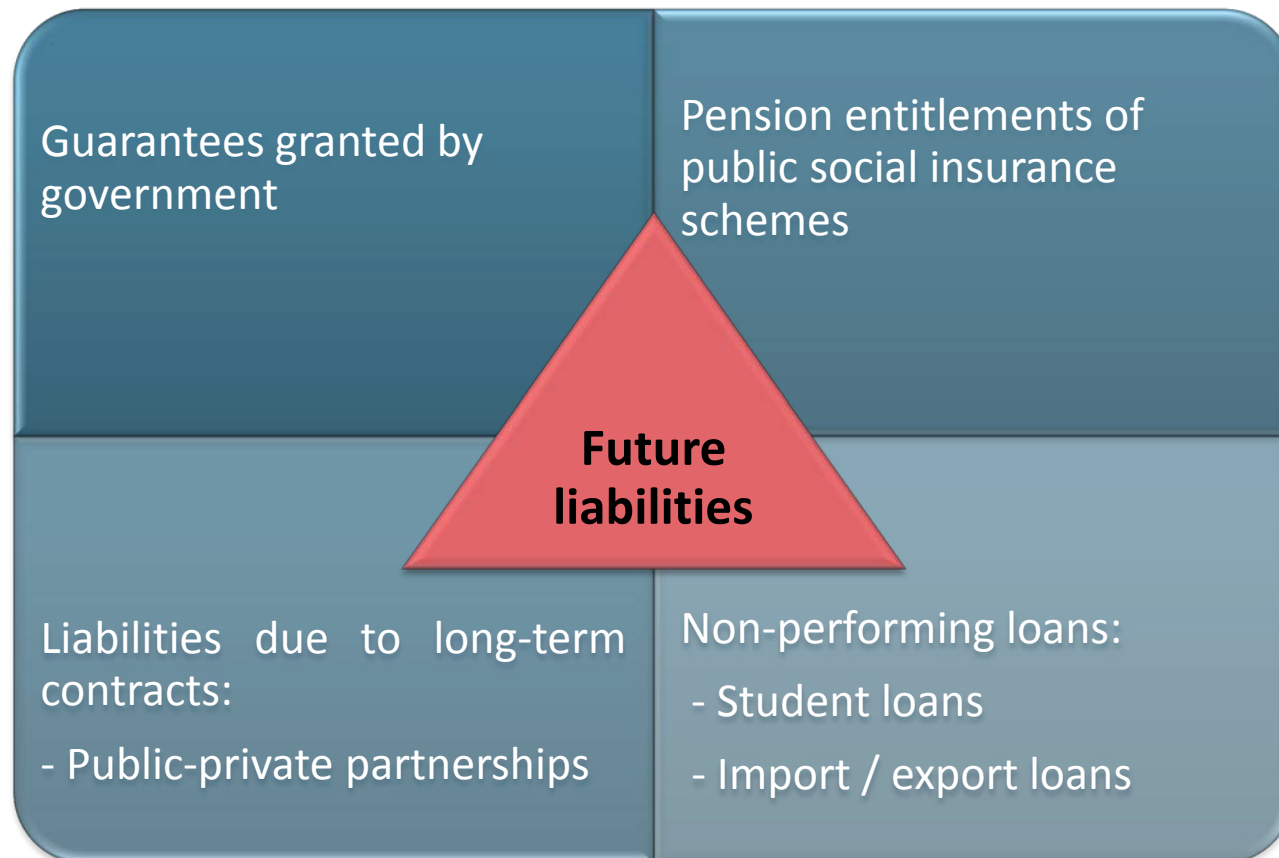 Guarantees granted by
government
Pension entitlements of
public social insurance
schemes
Future
liabilities
Liabilities due to long-term
contracts:
- Public-private partnerships
Non-performing loans:
- Student loans
- Import / export loans